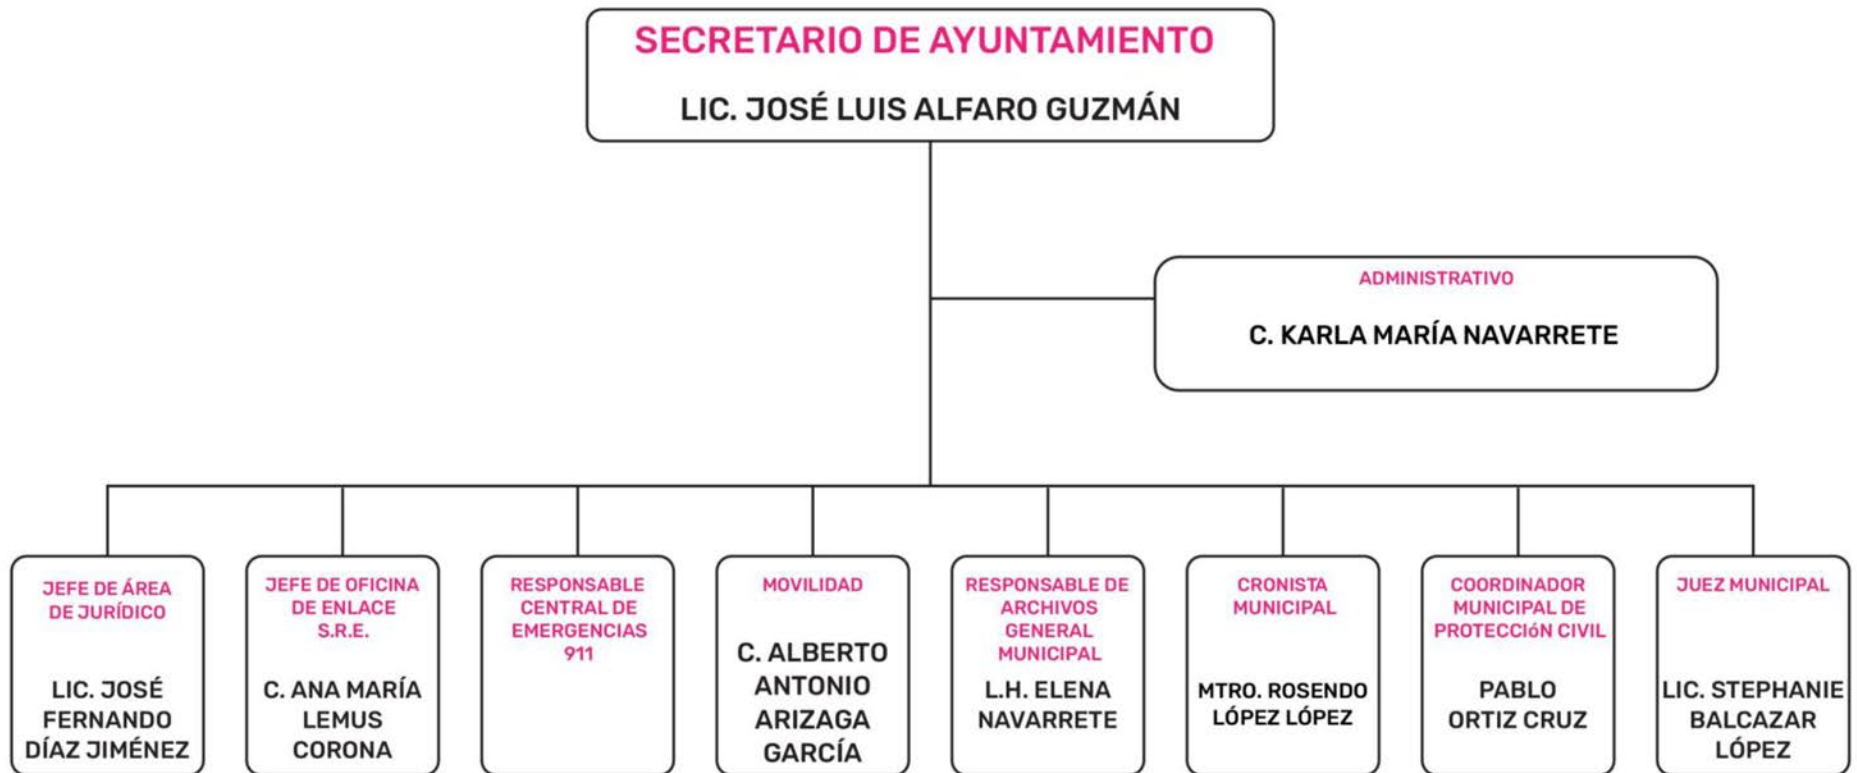 SECRETARIO DE AYUNTAMIENTO
LIC. JOSÉ LUIS ALFARO GUZMÁN
ADMINISTRATIVO
C. KARLA MARÍA NAVARRETE
JEFE DE ÁREA
DE JURÍDICO
LIC. JOSÉ
FERNANDO
DÍAZ JIMÉNEZ
JEFE DE OFICINA
DE ENLACE
S.R.E.
C. ANA MARÍA
LEMUS
CORONA
RESPONSABLE
CENTRAL DE
EMERGENCIAS
911
MOVILIDAD
C. ALBERTO
ANTONIO
ARIZAGA
GARCÍA
RESPONSABLE DE
ARCHIVOS
GENERAL
MUNICIPAL
L.H. ELENA
NAVARRETE
CRONISTA
MUNICIPAL
MTRO. ROSENDO
LÓPEZ LÓPEZ
COORDINADOR
MUNICIPAL DE
PROTECCIóN CIVIL
PABLO
ORTIZ CRUZ
JUEZ MUNICIPAL
LIC. STEPHANIE
BALCAZAR
LÓPEZ